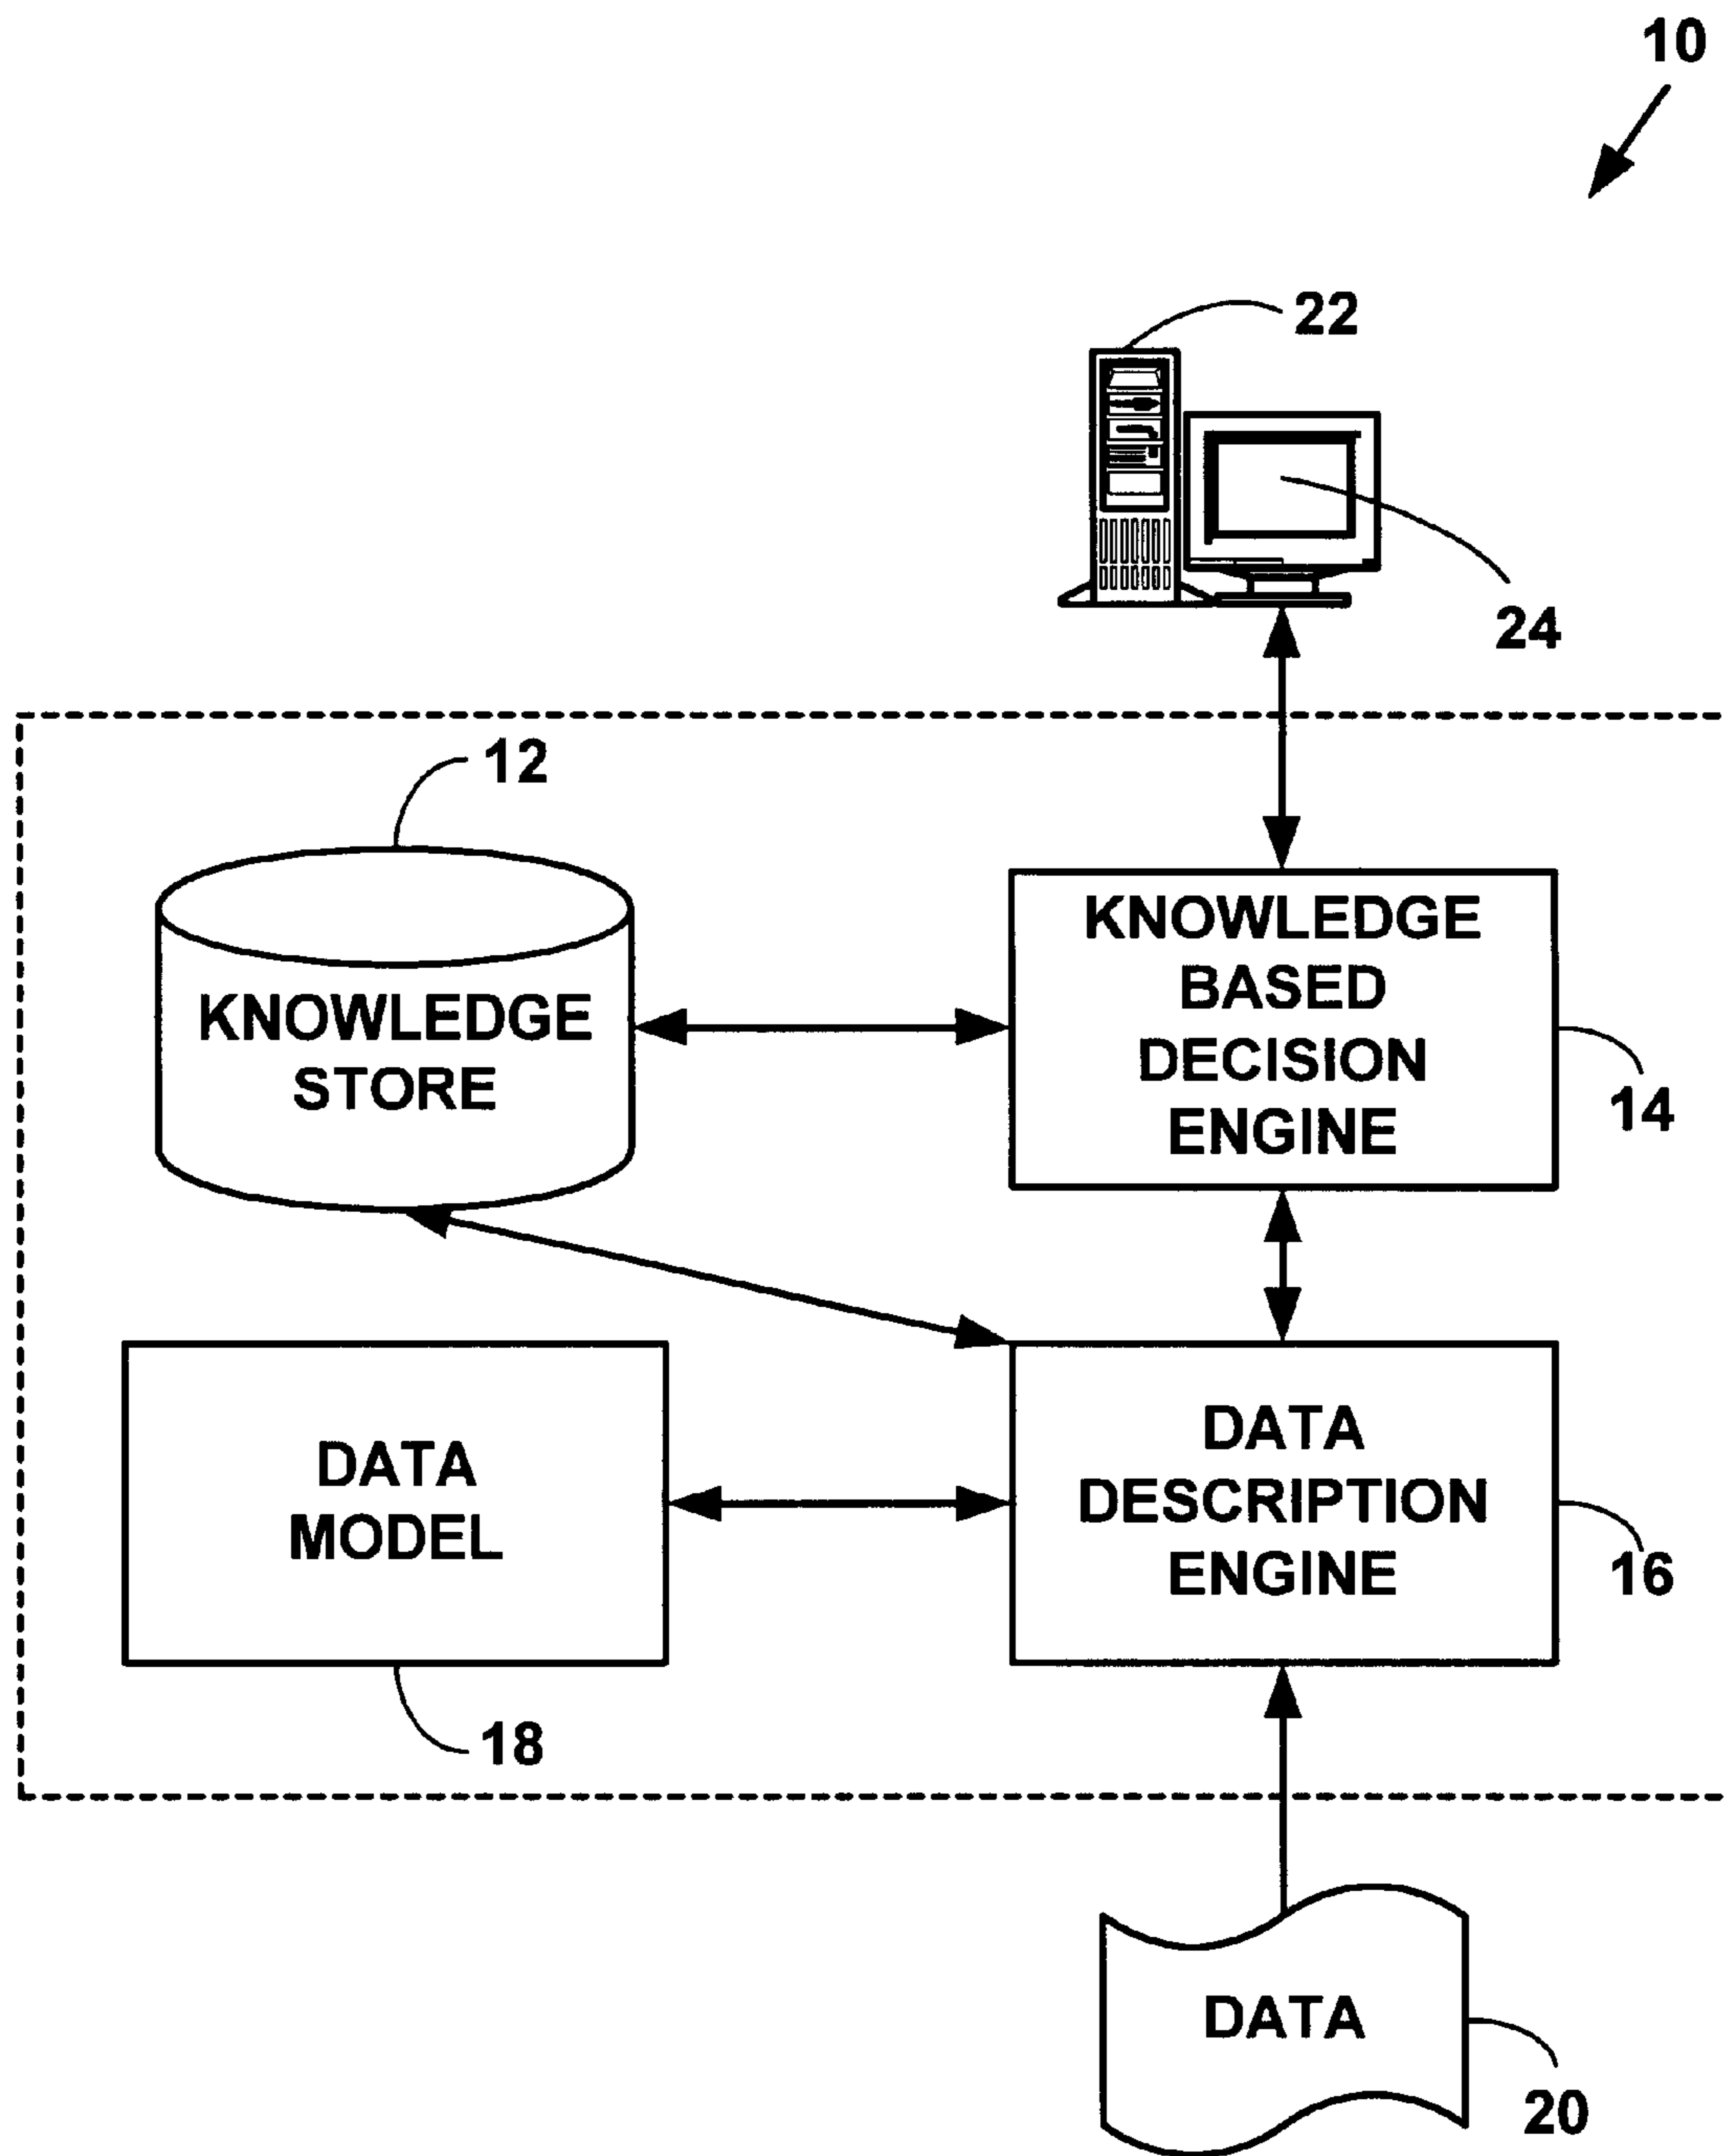 10
22
24
12
KNOWLEDGE
STORE
KNOWLEDGE
BASED
DECISION
ENGINE
14
DATA
MODEL
18
DATA
DESCRIPTION
ENGINE
16
DATA
20